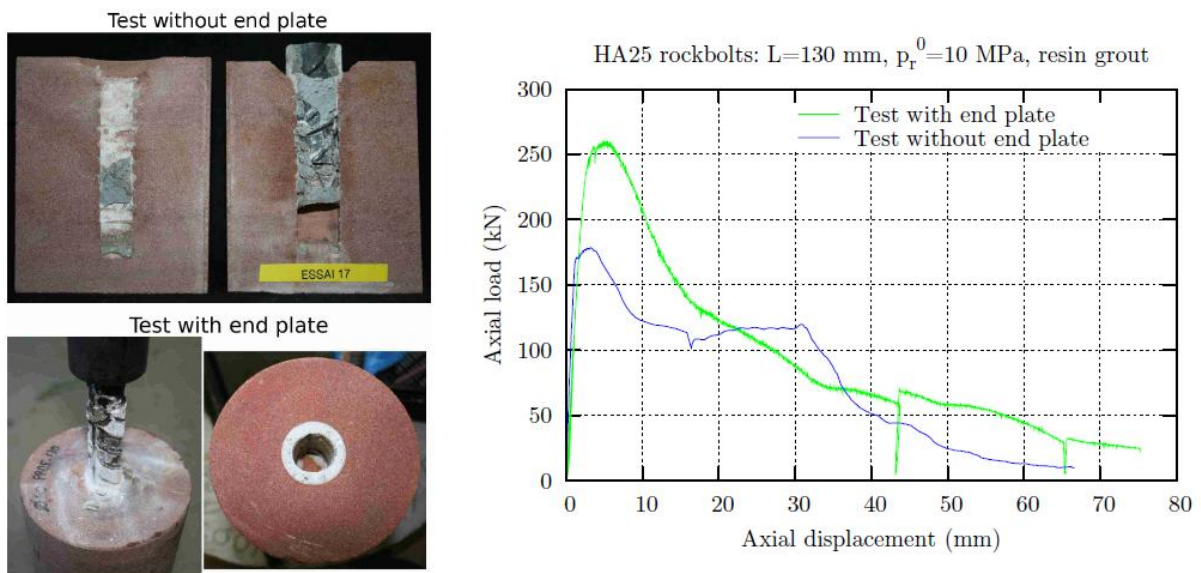 Test without end plate
ESSAI 17
Test with end plate
HA25 rockbolts: L=130 mm, p_r^0=10 MPa, resin grout
Test with end plate
Test without end plate
Axial load (kN)
300
250
200
150
100
50
0
0 10 20 30 40 50 60 70 80
Axial displacement (mm)